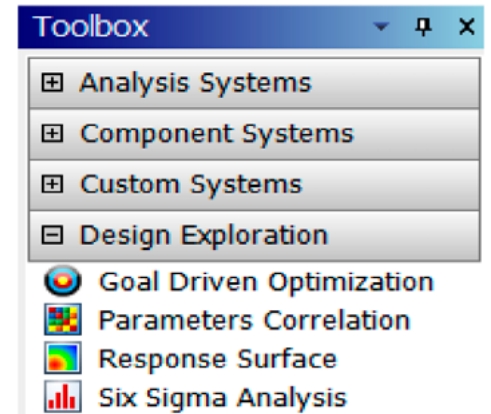 Toolbox
Analysis Systems
Component Systems
Custom Systems
Design Exploration
Goal Driven Optimization
Parameters Correlation
Response Surface
Six Sigma Analysis